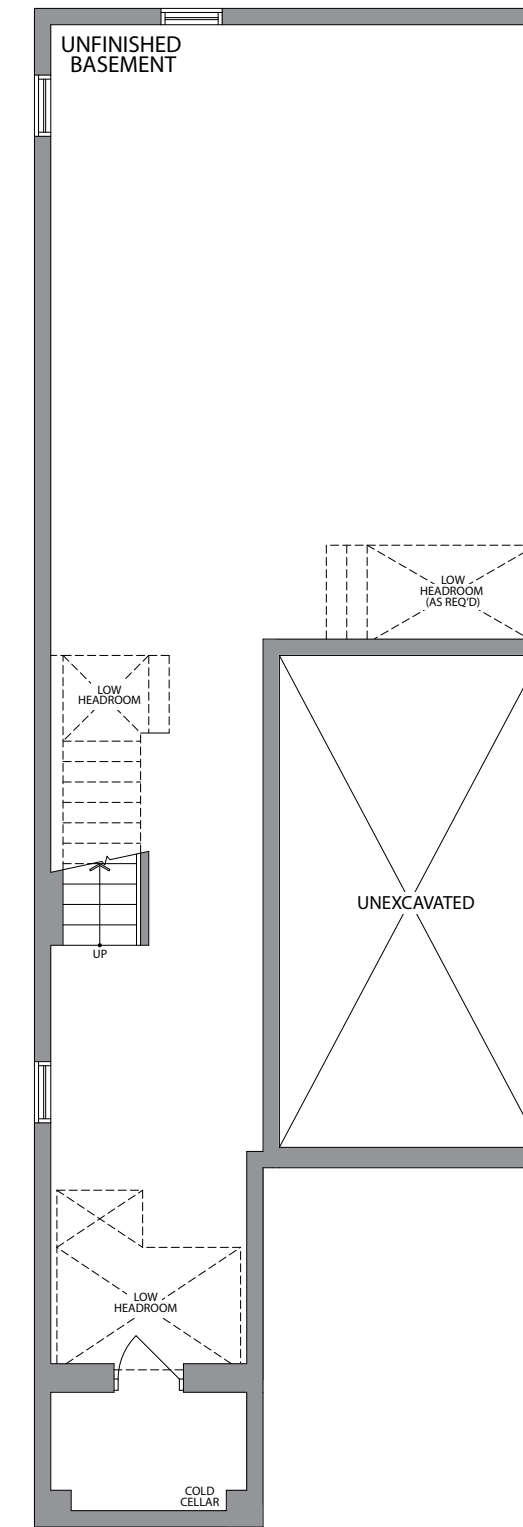 UNFINISHED
BASEMENT
LOW
HEADROOM
(AS REQ'D)
LOW
HEADROOM
UNEXCAVATED
UP
LOW
HEADROOM
COLD
CELLAR